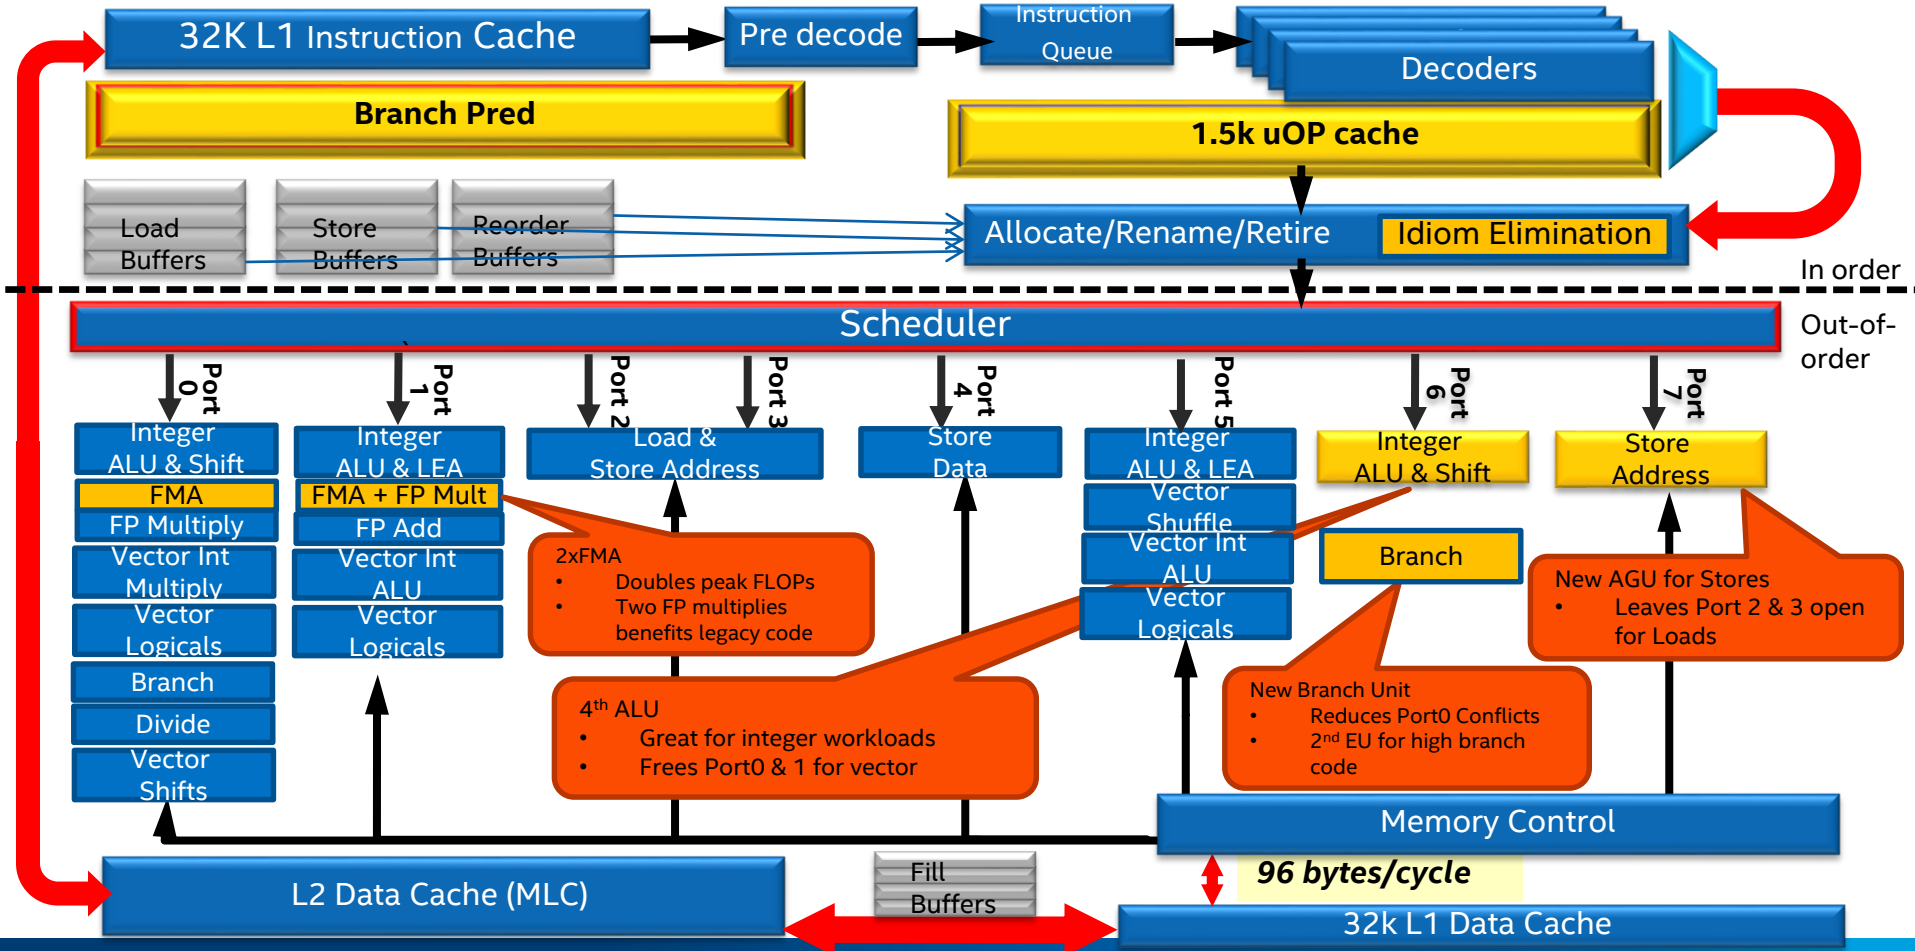 32K L1 Instruction Cache
Pre decode
Instruction
Queue
Decoders
Branch Pred
1.5k uOP cache
Load
Buffers
Store
Buffers
Reorder
Buffers
Allocate/Rename/Retire
Idiom Elimination
In order
Scheduler
Out-of-
order
Port
0
Port
1
Port 2
Port 3
Port
4
Port 5
Port
6
Port
7
Integer
ALU & Shift
FMA
FP Multiply
Vector Int
Multiply
Vector
Logicals
Branch
Divide
Vector
Shifts
Integer
ALU & LEA
FMA + FP Mult
FP Add
Vector Int
ALU
Vector
Logicals
Load &
Store Address
Store
Data
Integer
ALU & LEA
Vector
Shuffle
Vector Int
ALU
Vector
Logicals
Integer
ALU & Shift
Branch
Store
Address
2xFMA
• Doubles peak FLOPs
• Two FP multiplies
benefits legacy code
4th ALU
• Great for integer workloads
• Frees Port0 & 1 for vector
New Branch Unit
• Reduces Port0 Conflicts
• 2nd EU for high branch
code
New AGU for Stores
• Leaves Port 2 & 3 open
for Loads
Memory Control
96 bytes/cycle
L2 Data Cache (MLC)
Fill
Buffers
32k L1 Data Cache